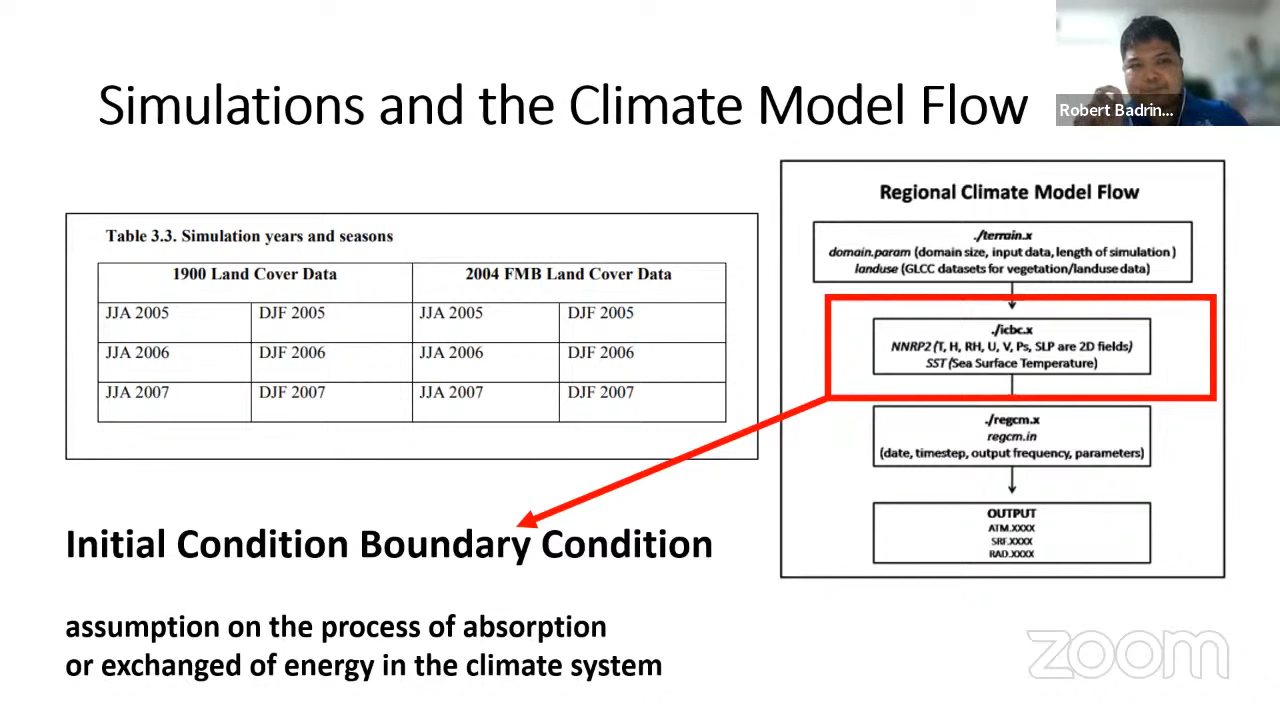 Simulations and the Climate Model Flow
Robert Badrin...
Table 3.3. Simulation years and seasons
1900 Land Cover Data 2004 FMB Land Cover Data
JJA 2005 DJF 2005 JJA 2005 DJF 2005
JJA 2006 DJF 2006 JJA 2006 DJF 2006
JJA 2007 DJF 2007 JJA 2007 DJF 2007
Regional Climate Model Flow
./terrain.x
domain.param (domain size, input data, length of simulation )
landuse (GLCC datasets for vegetation/landuse data)
./icbc.x
NNRP2 (T, H, RH, U, V, Ps, SLP are 2D fields)
SST (Sea Surface Temperature)
./regcm.x
regcm.in
(date, timestep, output frequency, parameters)
OUTPUT
ATM.XXXX
SRF.XXXX
RAD.XXXX
Initial Condition Boundary Condition
assumption on the process of absorption
or exchanged of energy in the climate system
zoom